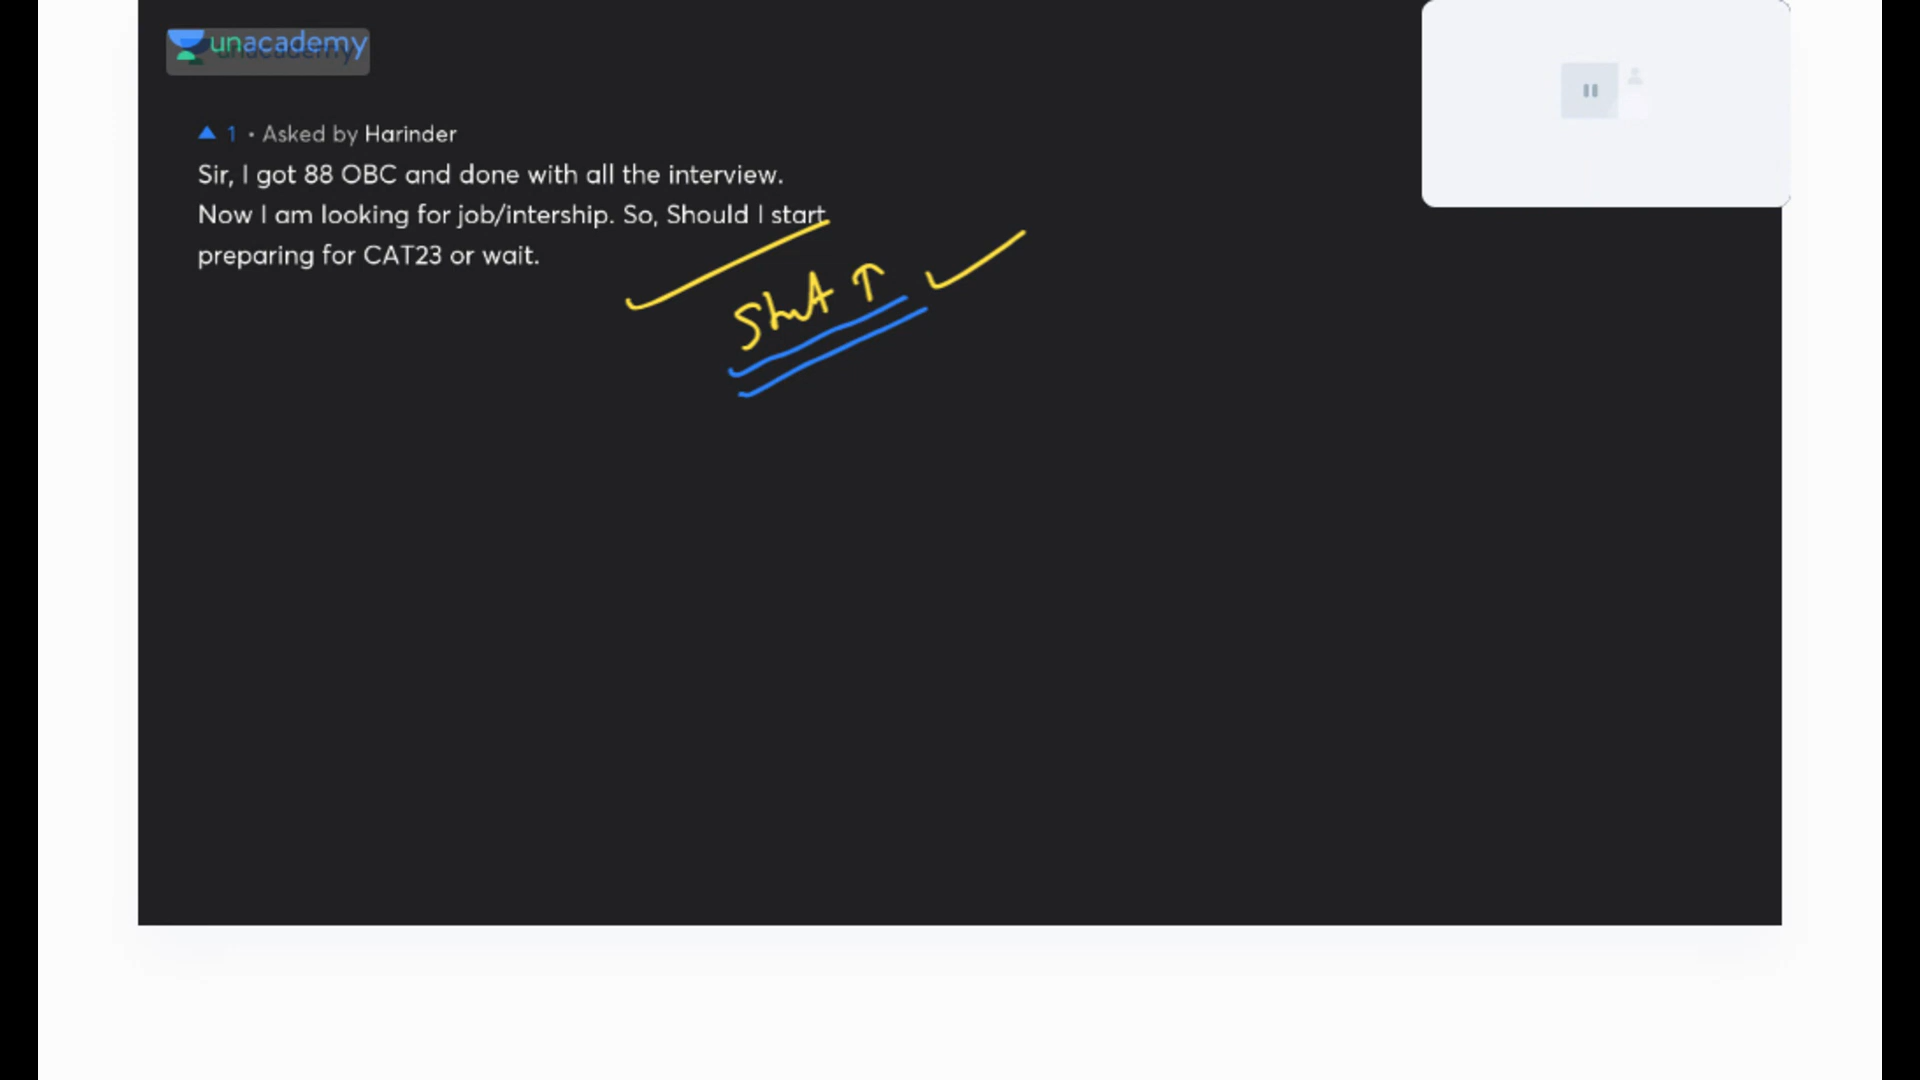 unacademy
1 • Asked by Harinder
Sir, I got 88 OBC and done with all the interview.
Now I am looking for job/intership. So, Should I start
preparing for CAT23 or wait.
Start ↑